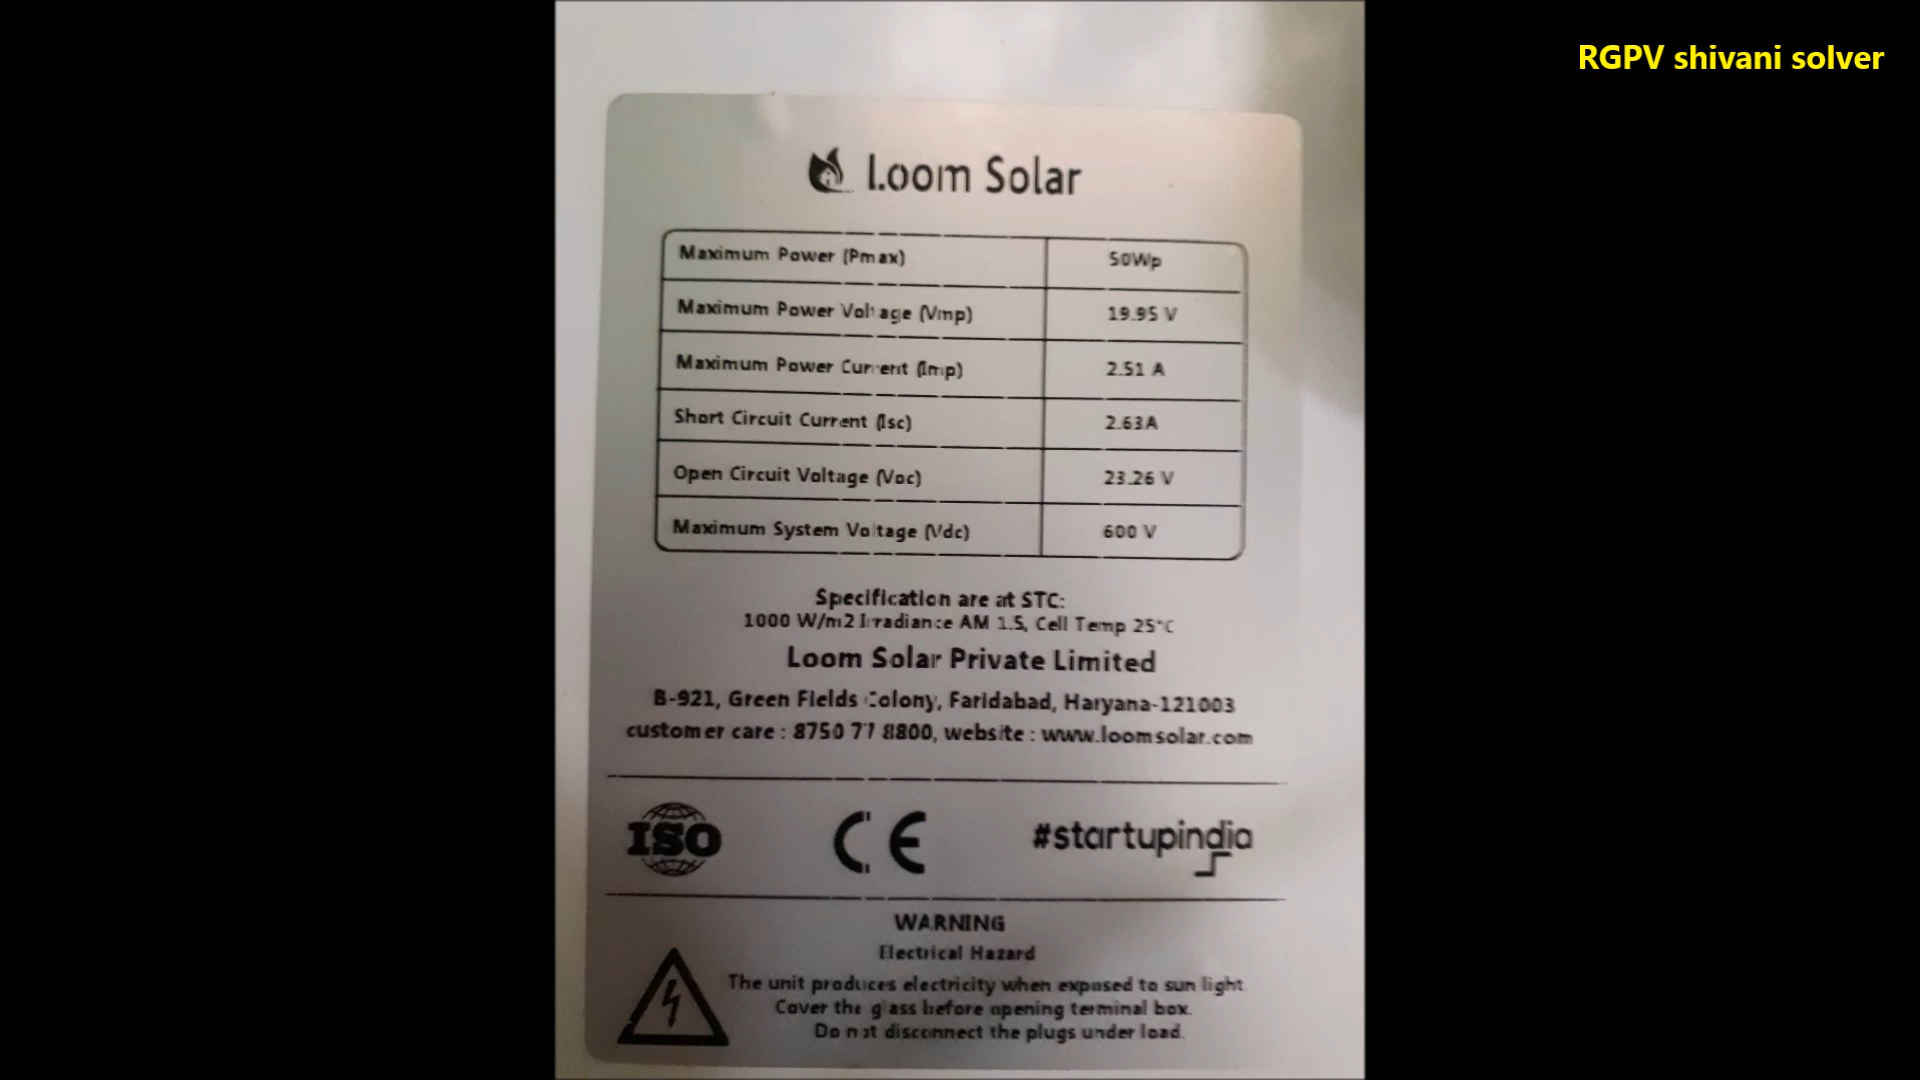 RGPV shivani solver
Loom Solar
Maximum Power (Pmax) 50Wp
Maximum Power Voltage (Vmp) 19.95 V
Maximum Power Current (Imp) 2.51 A
Short Circuit Current (Isc) 2.63A
Open Circuit Voltage (Voc) 23.26 V
Maximum System Voltage (Vdc) 600 V
Specification are at STC:
1000 W/m2 Irradiance AM 1.5, Cell Temp 25°C
Loom Solar Private Limited
B-921, Green Fields Colony, Faridabad, Haryana-121003
customer care : 8750 77 8800, website : www.loomsolar.com
ISO CE #startupindia
WARNING
Electrical Hazard
The unit produces electricity when exposed to sun light.
Cover the glass before opening terminal box.
Do not disconnect the plugs under load.